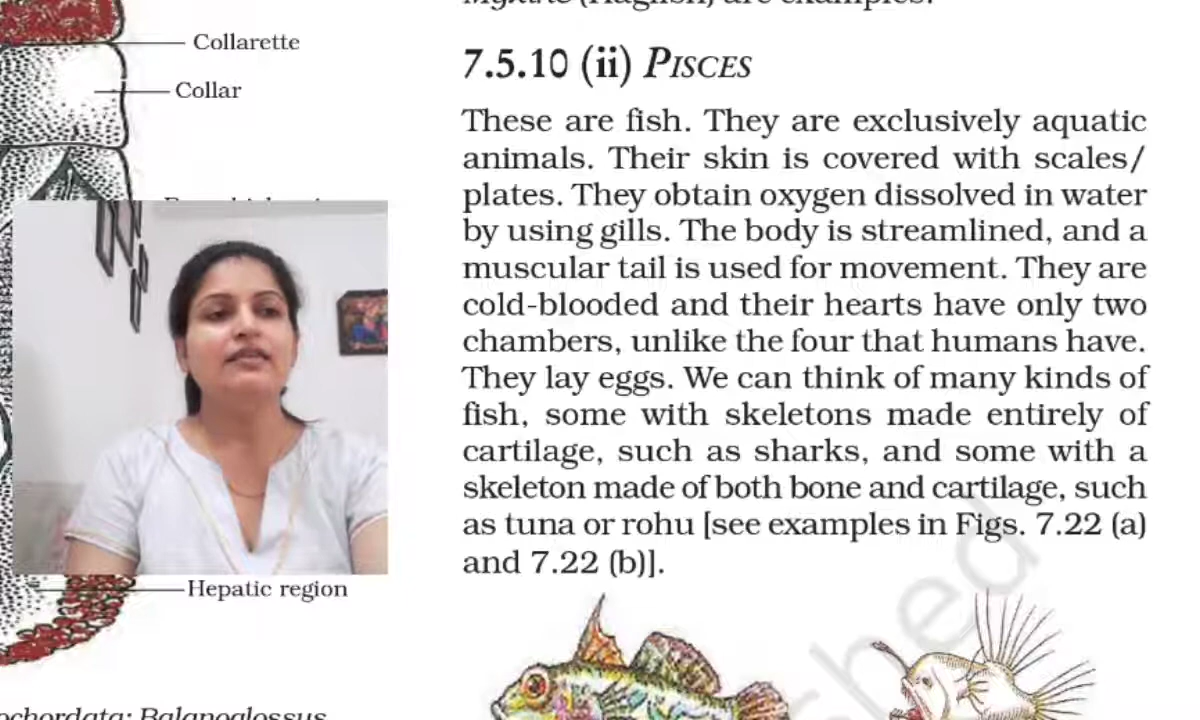 Collarette
Collar
are examples.
7.5.10 (ii) PISCES
These are fish. They are exclusively aquatic
animals. Their skin is covered with scales/
plates. They obtain oxygen dissolved in water
by using gills. The body is streamlined, and a
muscular tail is used for movement. They are
cold-blooded and their hearts have only two
chambers, unlike the four that humans have.
They lay eggs. We can think of many kinds of
fish, some with skeletons made entirely of
cartilage, such as sharks, and some with a
skeleton made of both bone and cartilage, such
as tuna or rohu [see examples in Figs. 7.22 (a)
and 7.22 (b)].
Hepatic region
Balanoglossus